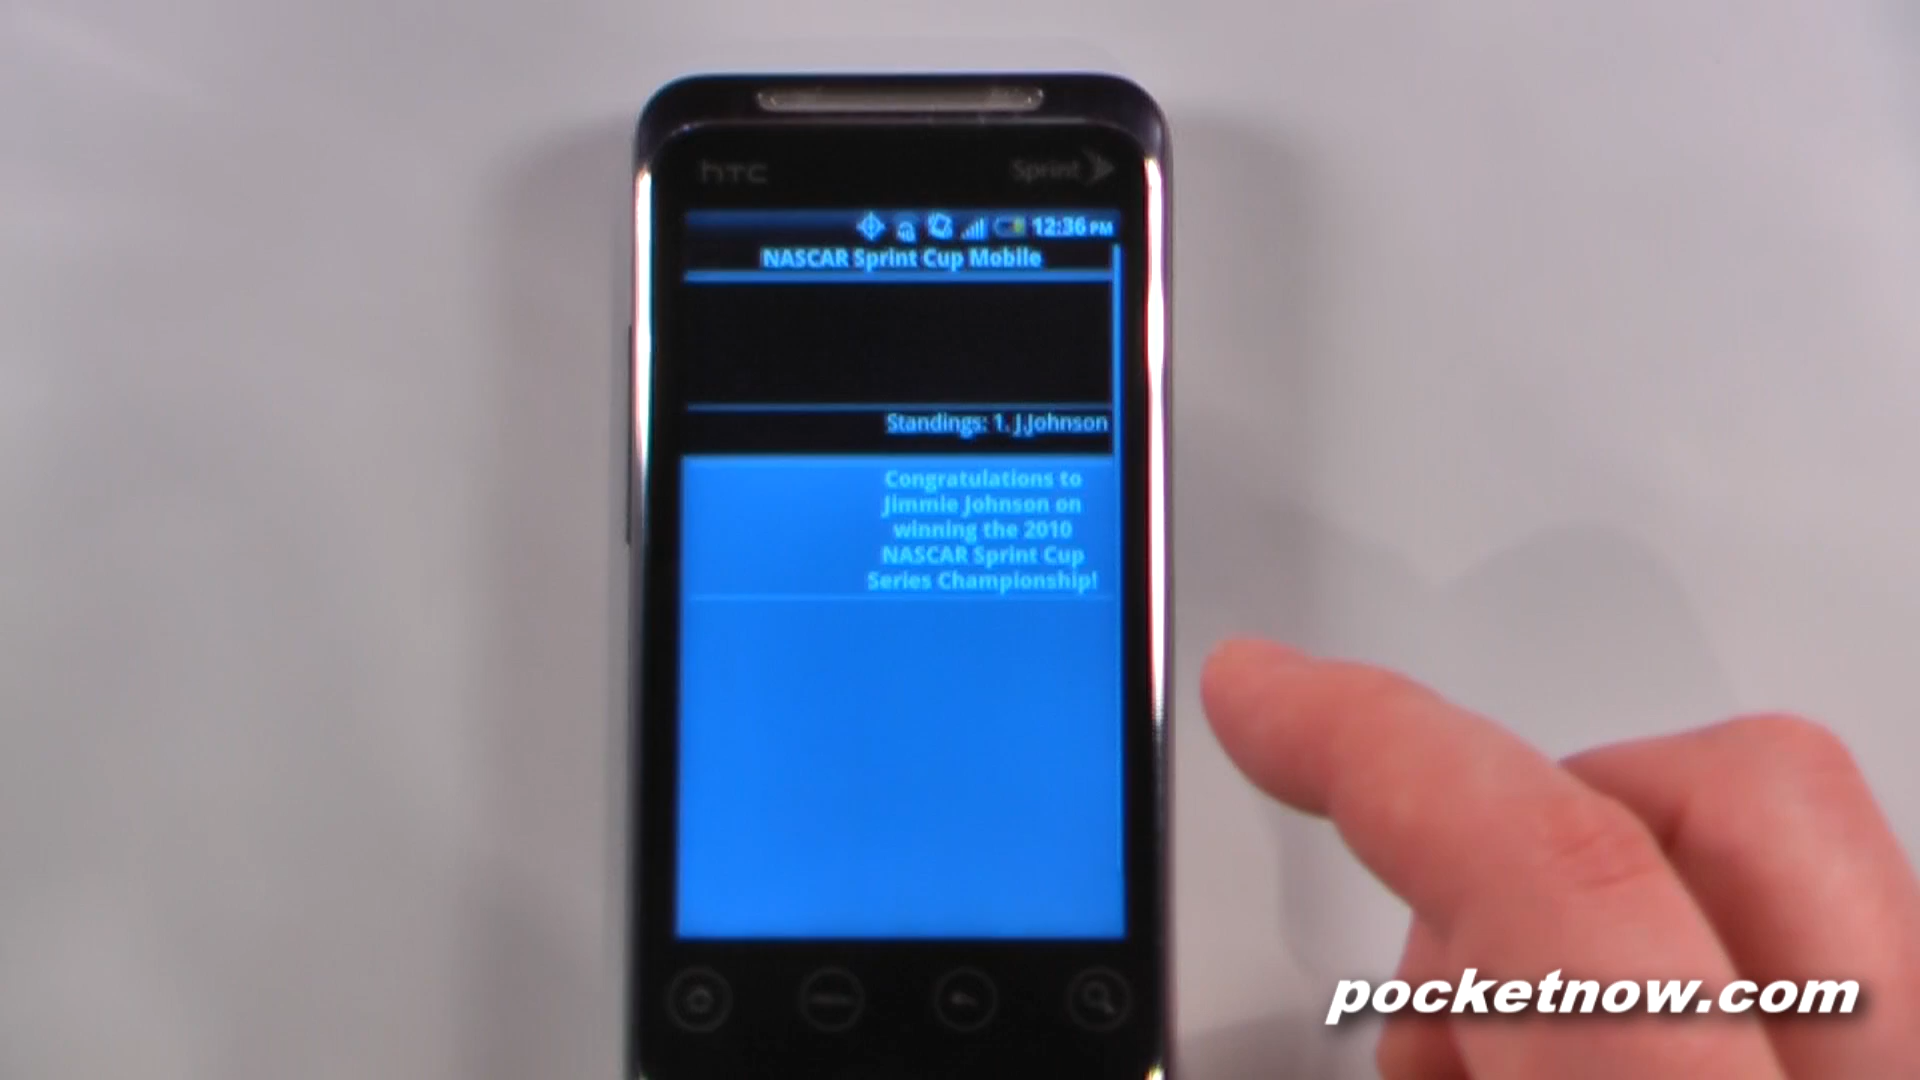 hTC
Sprint
12:36 PM
NASCAR Sprint Cup Mobile
Standings: 1. J.Johnson
Congratulations to
Jimmie Johnson on
winning the 2010
NASCAR Sprint Cup
Series Championship!
pocketnow.com